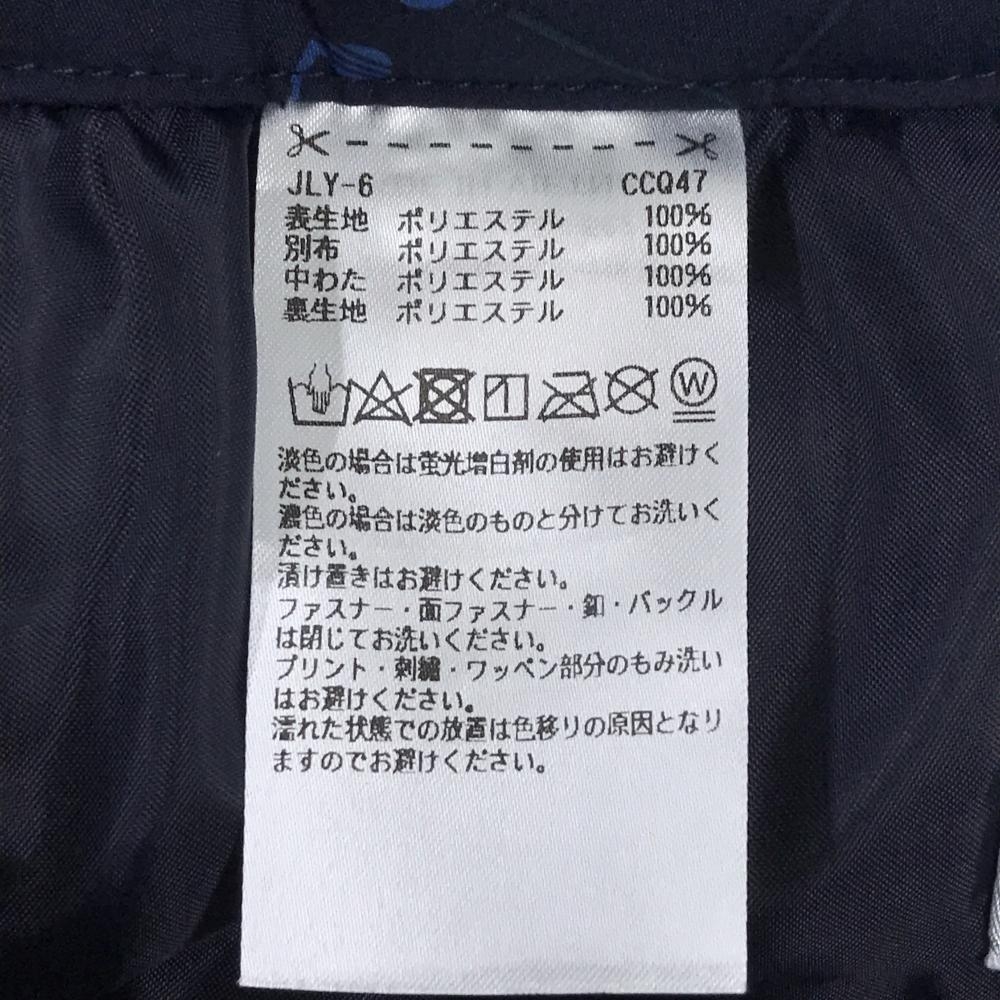 JLY-6 CCQ47
表生地 ポリエステル 100%
別布 ポリエステル 100%
中わた ポリエステル 100%
裏生地 ポリエステル 100%
W
淡色の場合は蛍光増白剤の使用はお避けく
ださい。
濃色の場合は淡色のものと分けてお洗いく
ださい。
漬け置きはお避けください。
ファスナー・面ファスナー・釦・バックル
は閉じてお洗いください。
プリント・刺繍・ワッペン部分のもみ洗い
はお避けください。
濡れた状態での放置は色移りの原因となり
ますのでお避けください。